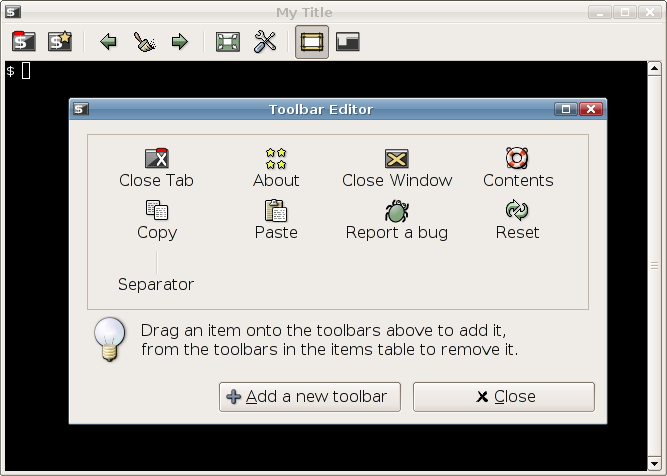 My Title
$
Toolbar Editor
Close Tab About Close Window Contents
Copy Paste Report a bug Reset
Separator
Drag an item onto the toolbars above to add it,
from the toolbars in the items table to remove it.
Add a new toolbar Close